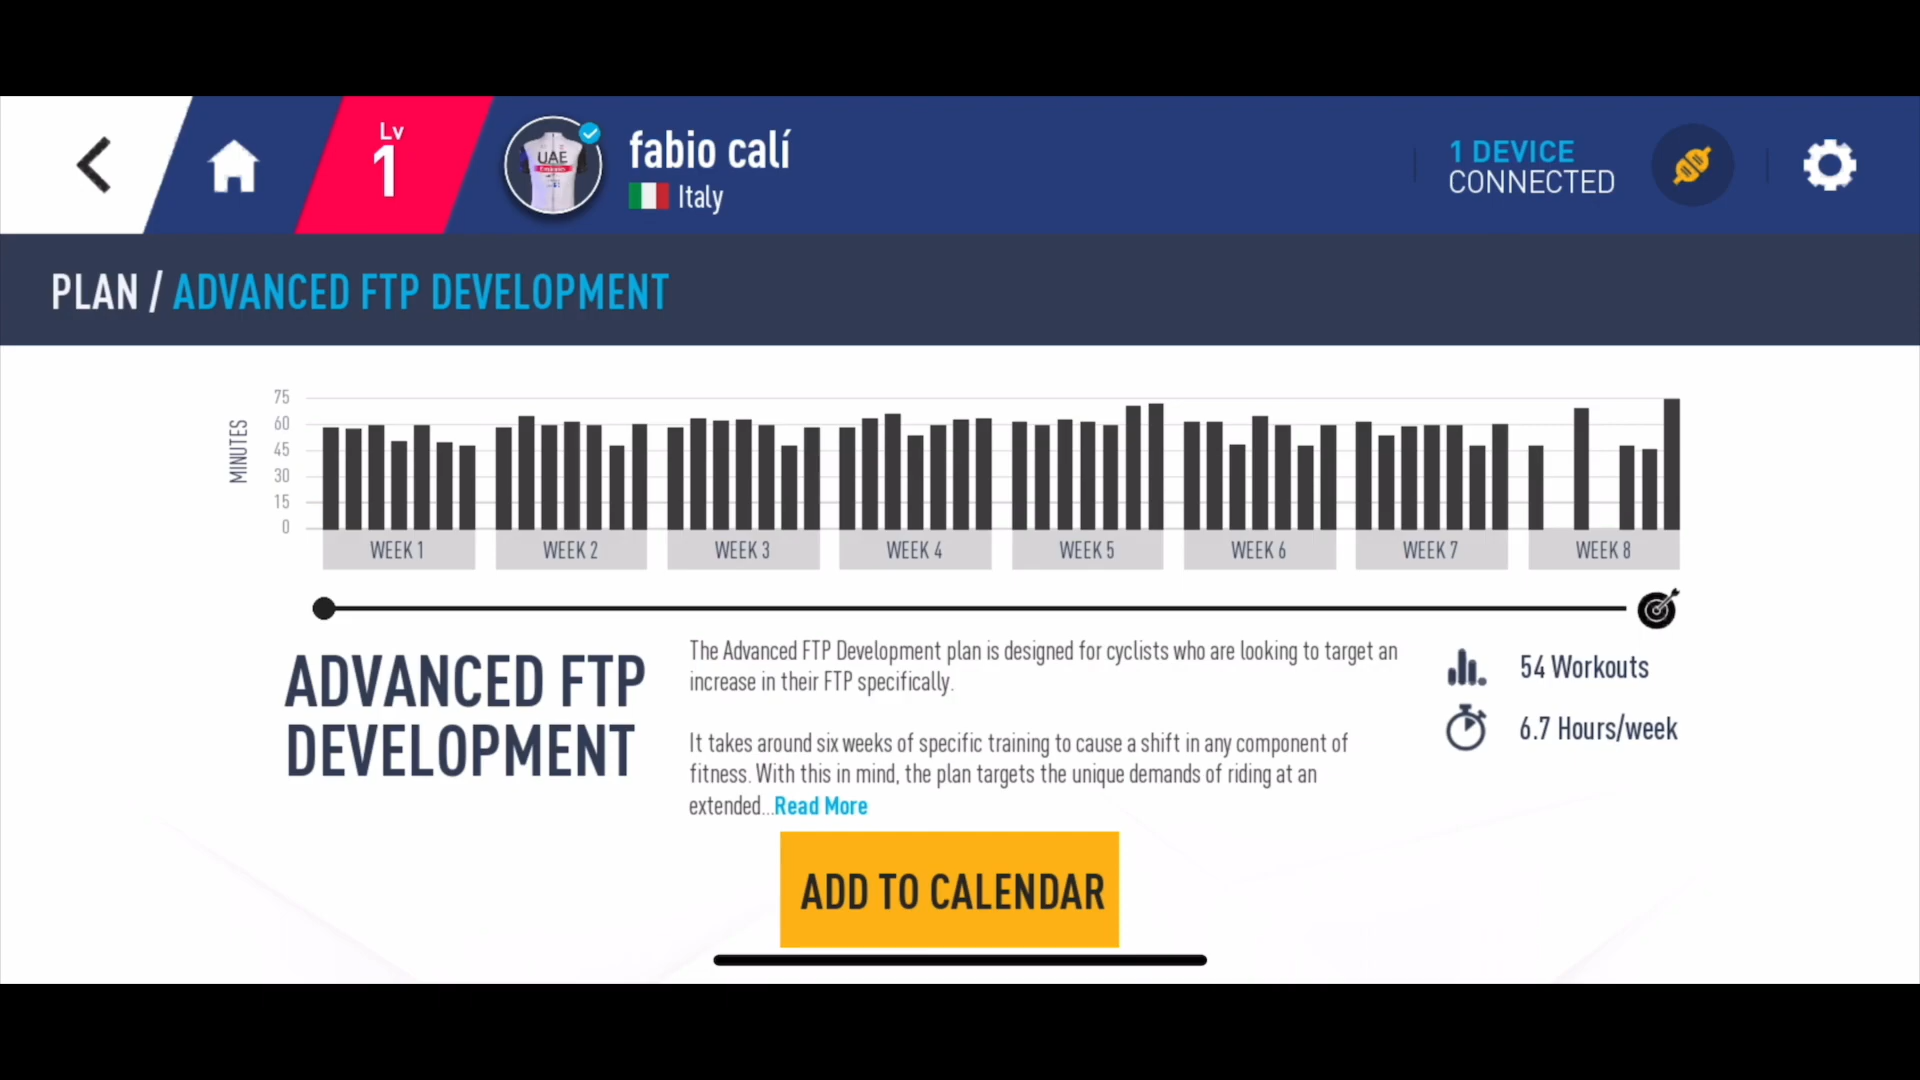 Lv
1
UAE
Emirates
fabio calí
Italy
1 DEVICE
CONNECTED
PLAN / ADVANCED FTP DEVELOPMENT
MINUTES
75
60
45
30
15
0
WEEK 1
WEEK 2
WEEK 3
WEEK 4
WEEK 5
WEEK 6
WEEK 7
WEEK 8
ADVANCED FTP
DEVELOPMENT
The Advanced FTP Development plan is designed for cyclists who are looking to target an
increase in their FTP specifically.
It takes around six weeks of specific training to cause a shift in any component of
fitness. With this in mind, the plan targets the unique demands of riding at an
extended...Read More
54 Workouts
6.7 Hours/week
ADD TO CALENDAR